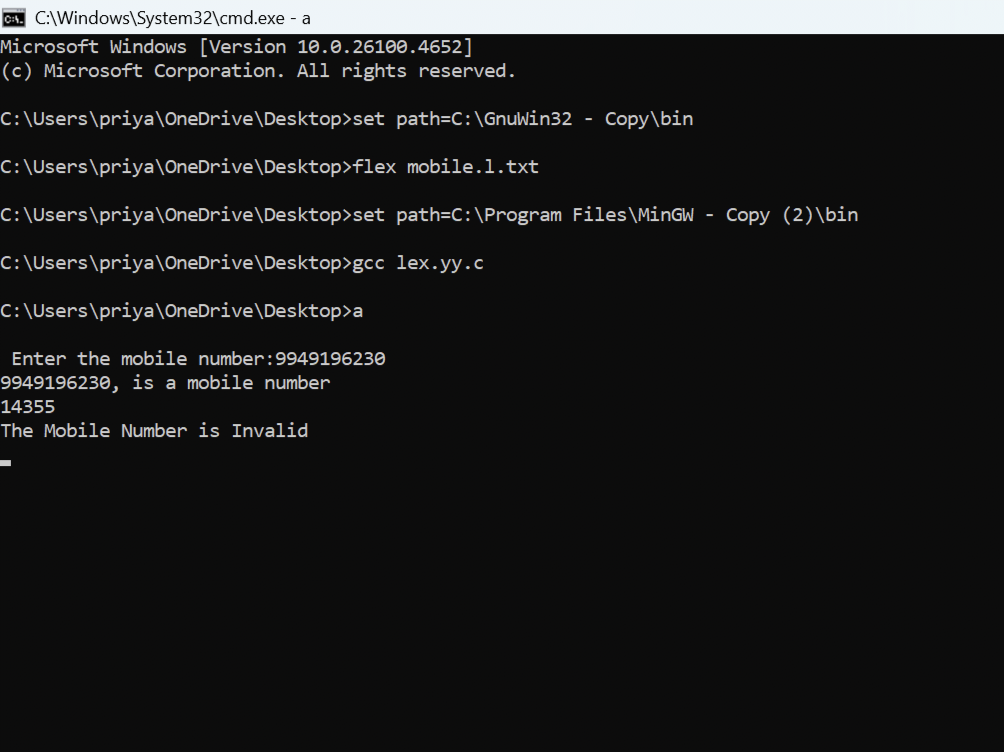 C:\Windows\System32\cmd.exe - a
Microsoft Windows [Version 10.0.26100.4652]
(c) Microsoft Corporation. All rights reserved.
C:\Users\priya\OneDrive\Desktop>set path=C:\GnuWin32 - Copy\bin
C:\Users\priya\OneDrive\Desktop>flex mobile.l.txt
C:\Users\priya\OneDrive\Desktop>set path=C:\Program Files\MinGW - Copy (2)\bin
C:\Users\priya\OneDrive\Desktop>gcc lex.yy.c
C:\Users\priya\OneDrive\Desktop>a
Enter the mobile number:9949196230
9949196230, is a mobile number
14355
The Mobile Number is Invalid